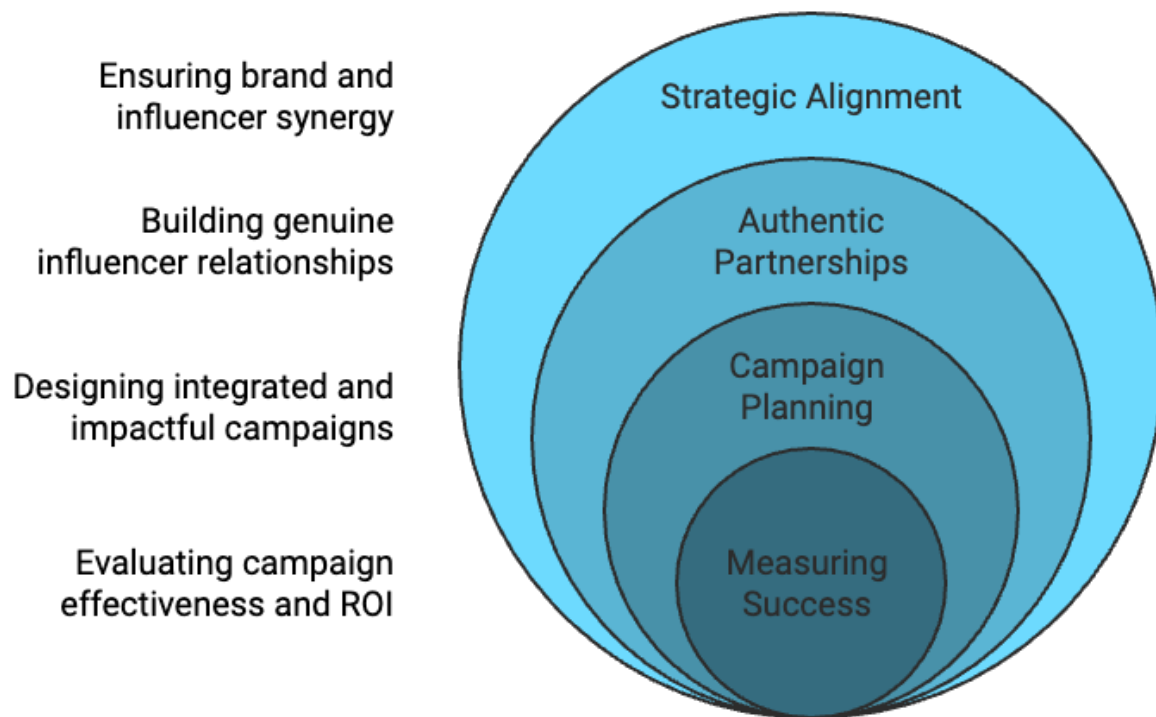 Ensuring brand and
influencer synergy
Strategic Alignment
Building genuine
influencer relationships
Authentic
Partnerships
Designing integrated and
impactful campaigns
Campaign
Planning
Evaluating campaign
effectiveness and ROI
Measuring
Success